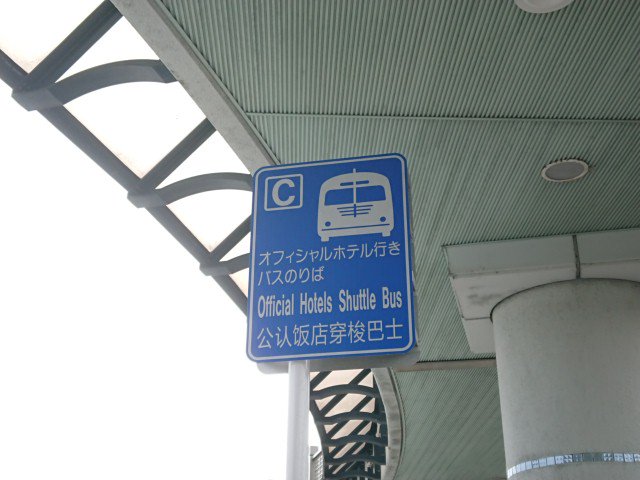 C
オフィシャルホテル行き
バスのりば
Official Hotels Shuttle Bus
公认饭店穿梭巴士